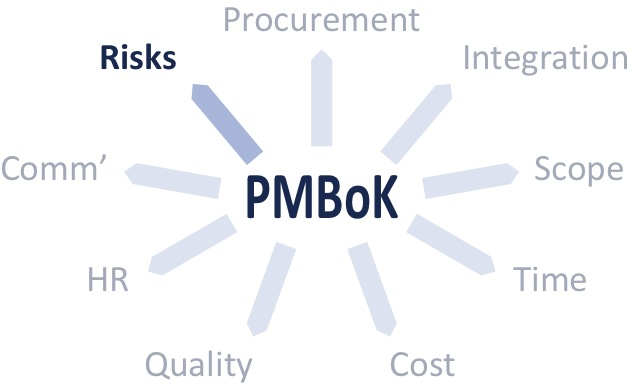 Procurement
Risks
Integration
Comm’
Scope
PMBoK
HR
Time
Quality
Cost